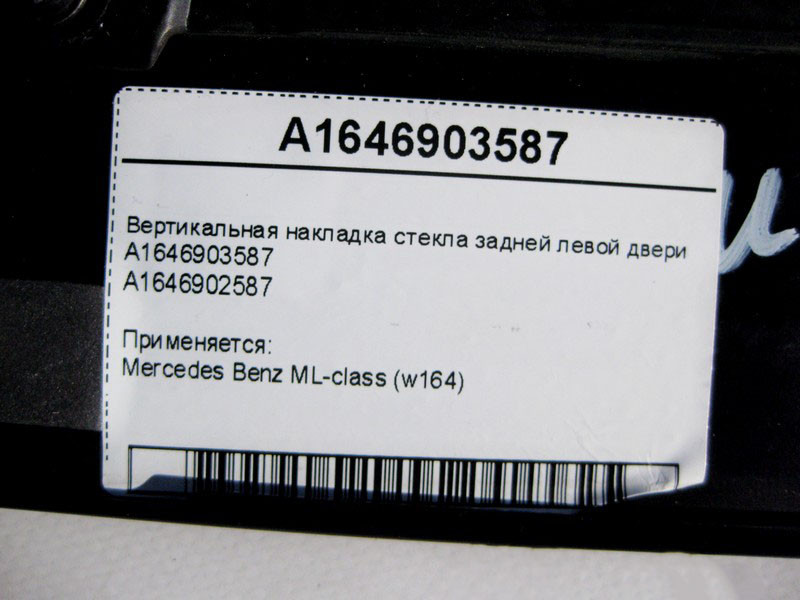 A1646903587
Вертикальная накладка стекла задней левой двери
A1646903587
A1646902587
Применяется:
Mercedes Benz ML-class (w164)